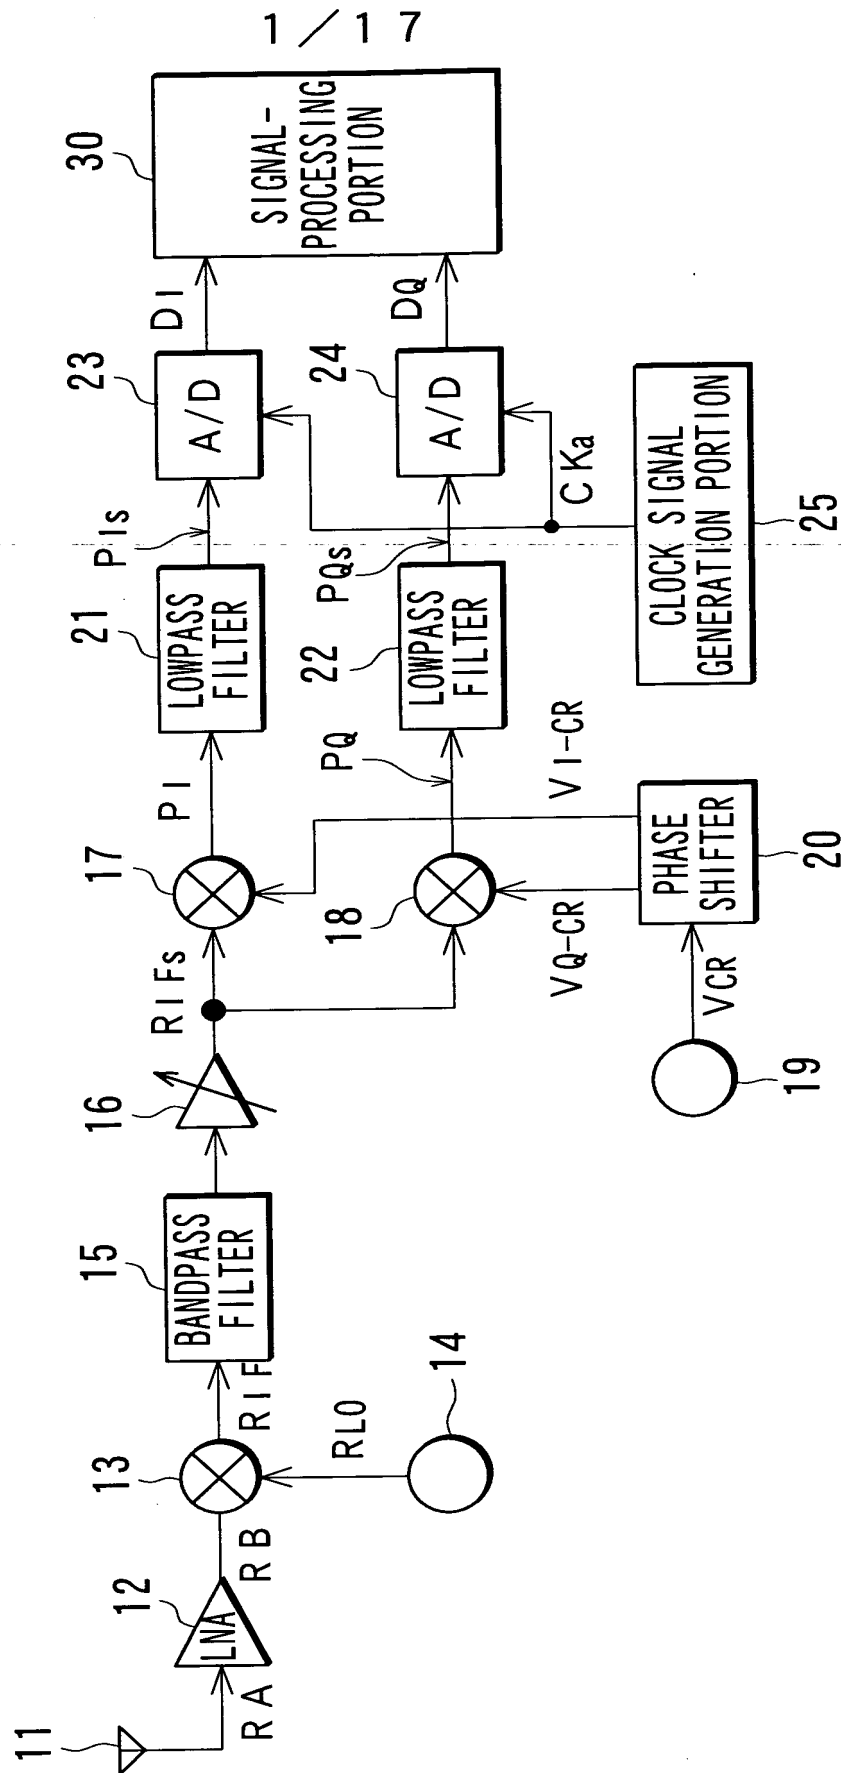 1/17
11
RA
12
LNA
RB
13
RLO
14
RIF
15
BANDPASS
FILTER
16
RIFs
17
18
19
VCR
20
PHASE
SHIFTER
VQ-CR
VI-CR
PI
PQ
21
LOWPASS
FILTER
22
LOWPASS
FILTER
PIs
PQs
23
A/D
24
A/D
CKa
25
CLOCK SIGNAL
GENERATION PORTION
DI
DQ
30
SIGNAL-
PROCESSING
PORTION